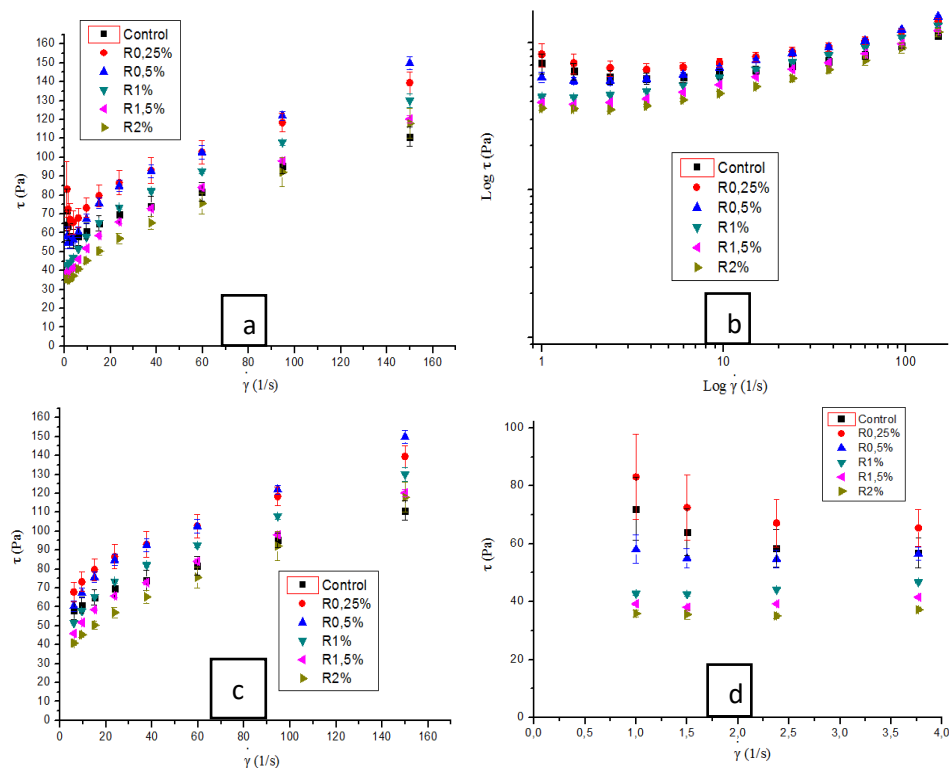 160
150
140
130
120
110
100
90
80
70
60
50
40
30
20
10
0
τ (Pa)
Control
R0,25%
R0,5%
R1%
R1,5%
R2%
a
0 20 40 60 80 100 120 140 160
γ̇ (1/s)
Log τ (Pa)
Control
R0,25%
R0,5%
R1%
R1,5%
R2%
b
1 10 100
Log γ̇ (1/s)
160
150
140
130
120
110
100
90
80
70
60
50
40
30
20
10
0
τ (Pa)
Control
R0,25%
R0,5%
R1%
R1,5%
R2%
c
0 20 40 60 80 100 120 140 160
γ̇ (1/s)
100
80
60
40
20
0
τ (Pa)
Control
R0,25%
R0,5%
R1%
R1,5%
R2%
d
0,0 0,5 1,0 1,5 2,0 2,5 3,0 3,5 4,0
γ̇ (1/s)